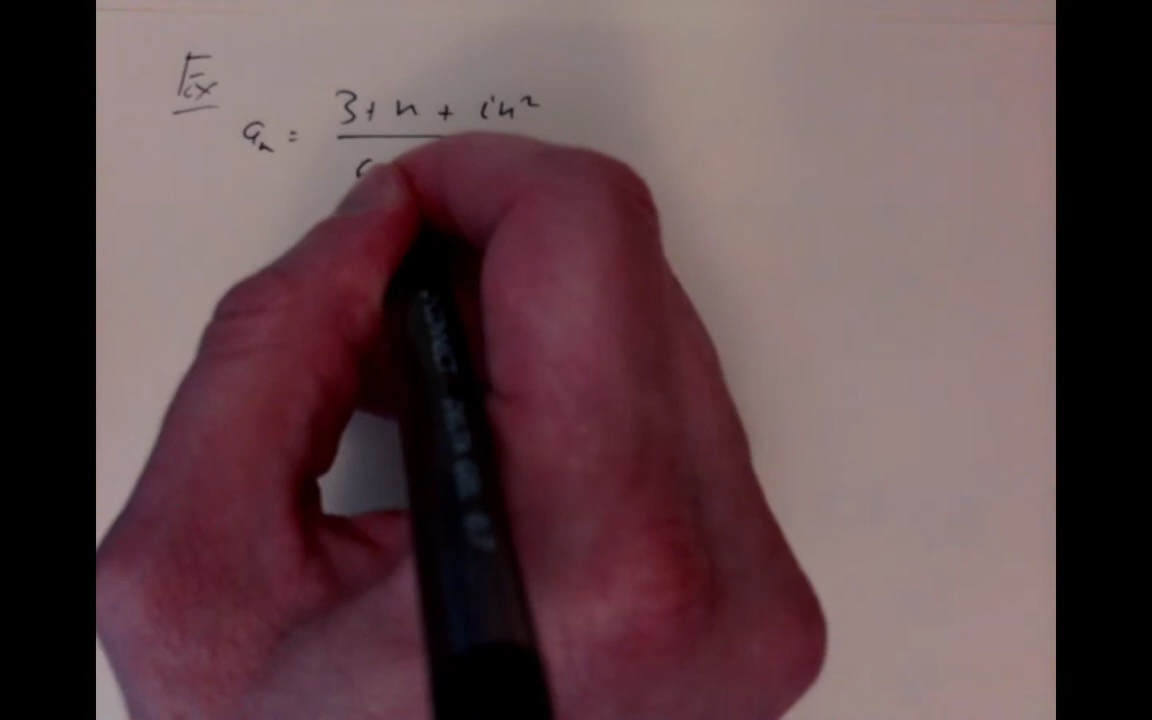 Ex
aₙ = 3 + n + in²